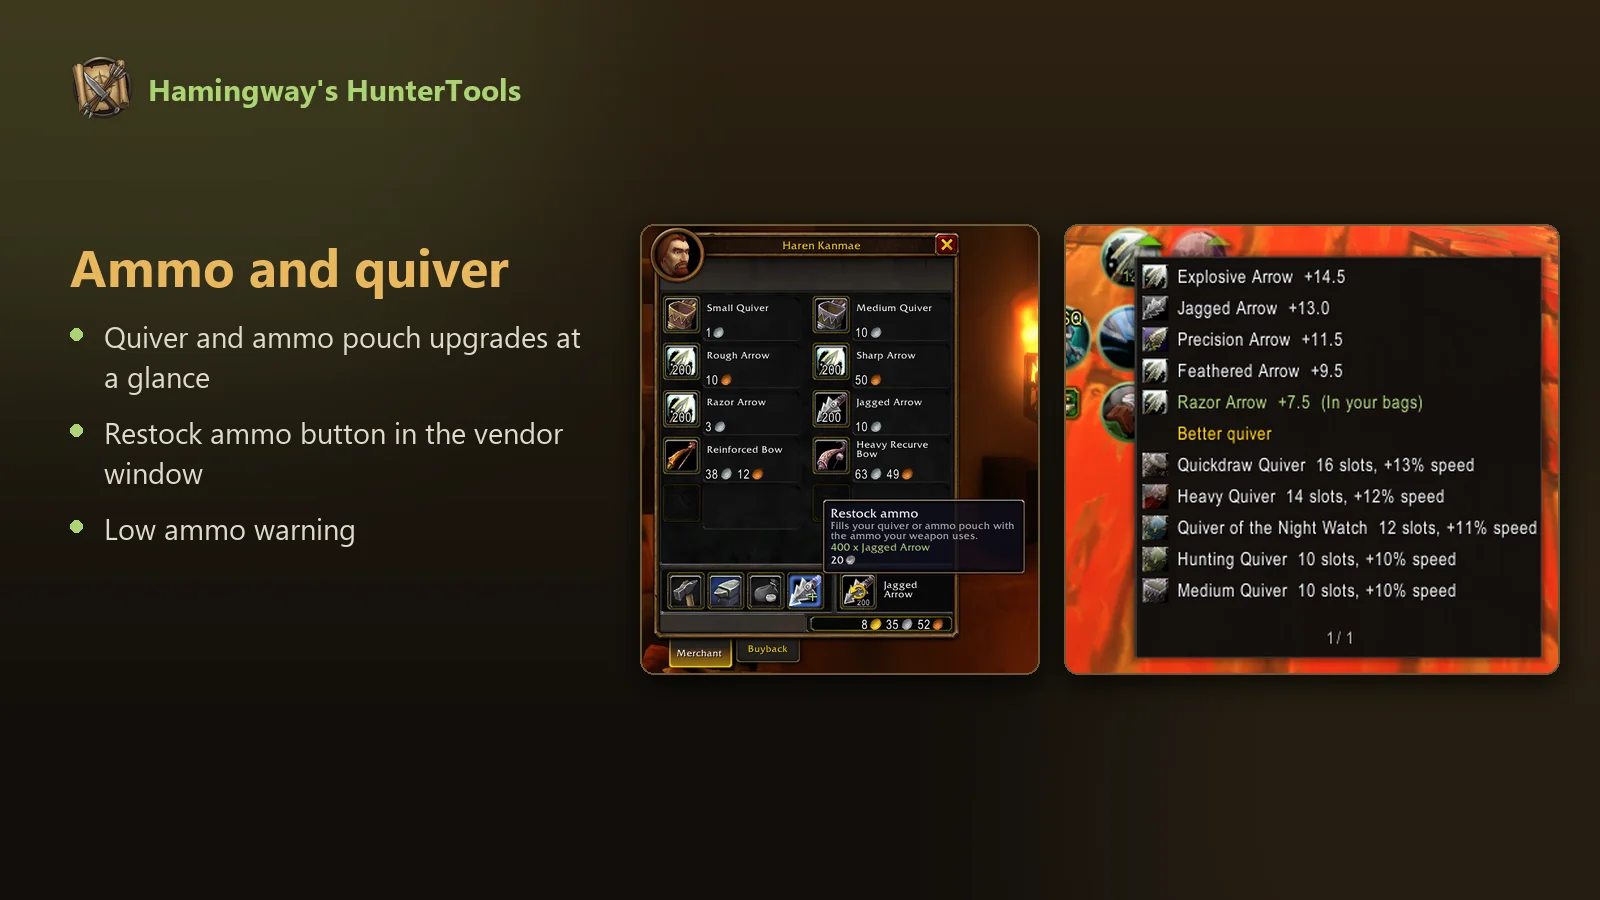 Hamingway's HunterTools
Ammo and quiver
Quiver and ammo pouch upgrades at
a glance
Restock ammo button in the vendor
window
Low ammo warning
Haren Kanmae
Small Quiver
1
Medium Quiver
10
Rough Arrow
200
10
Sharp Arrow
200
50
Razor Arrow
200
3
Jagged Arrow
200
10
Reinforced Bow
38 12
Heavy Recurve
Bow
63 49
Restock ammo
Fills your quiver or ammo pouch with
the ammo your weapon uses.
400 x Jagged Arrow
20
200
Jagged
Arrow
8 35 52
Merchant
Buyback
SQ
Explosive Arrow +14.5
Jagged Arrow +13.0
Precision Arrow +11.5
Feathered Arrow +9.5
Razor Arrow +7.5 (In your bags)
Better quiver
Quickdraw Quiver 16 slots, +13% speed
Heavy Quiver 14 slots, +12% speed
Quiver of the Night Watch 12 slots, +11% speed
Hunting Quiver 10 slots, +10% speed
Medium Quiver 10 slots, +10% speed
1 / 1